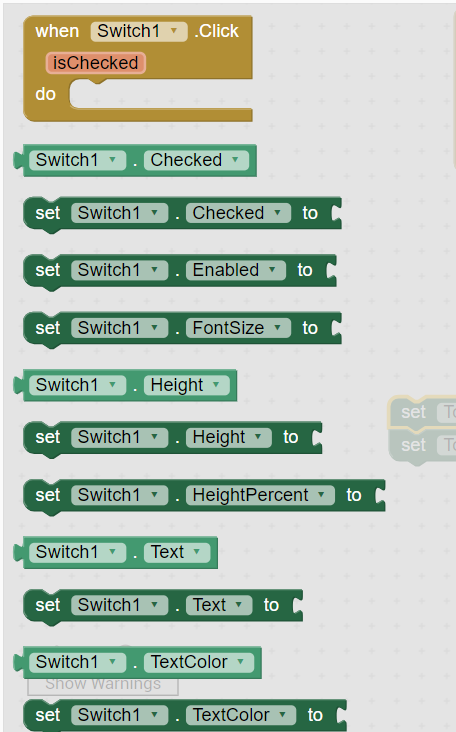 when Switch1 .Click
isChecked
do
Switch1 . Checked
set Switch1 . Checked to
set Switch1 . Enabled to
set Switch1 . FontSize to
Switch1 . Height
set
set Switch1 . Height to
set
set Switch1 . HeightPercent to
Switch1 . Text
set Switch1 . Text to
Switch1 . TextColor
Show Warnings
set Switch1 . TextColor to